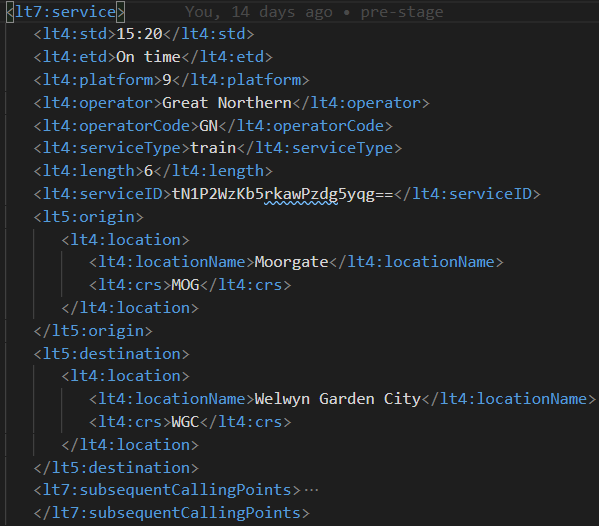 <lt7:service> You, 14 days ago • pre-stage
<lt4:std>15:20</lt4:std>
<lt4:etd>On time</lt4:etd>
<lt4:platform>9</lt4:platform>
<lt4:operator>Great Northern</lt4:operator>
<lt4:operatorCode>GN</lt4:operatorCode>
<lt4:serviceType>train</lt4:serviceType>
<lt4:length>6</lt4:length>
<lt4:serviceID>tN1P2WzKb5rkawPzdg5yqg==</lt4:serviceID>
<lt5:origin>
<lt4:location>
<lt4:locationName>Moorgate</lt4:locationName>
<lt4:crs>MOG</lt4:crs>
</lt4:location>
</lt5:origin>
<lt5:destination>
<lt4:location>
<lt4:locationName>Welwyn Garden City</lt4:locationName>
<lt4:crs>WGC</lt4:crs>
</lt4:location>
</lt5:destination>
<lt7:subsequentCallingPoints>⋯
</lt7:subsequentCallingPoints>